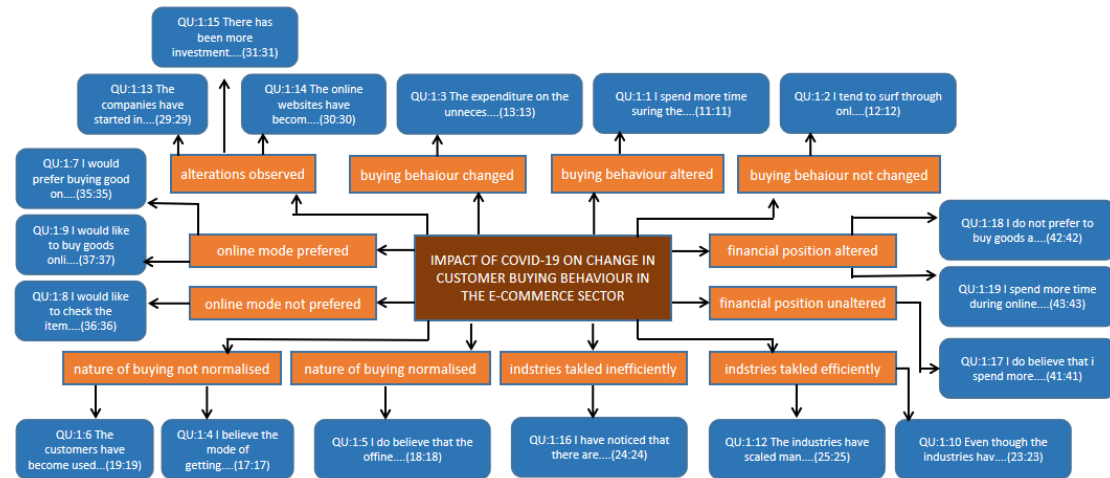 QU:1:15 There has
been more
investment....(31:31)
QU:1:13 The
companies have
started in....(29:29)
QU:1:14 The online
websites have
becom....(30:30)
QU:1:3 The expenditure on
the unneces....(13:13)
QU:1:1 I spend more time
suring the....(11:11)
QU:1:2 I tend to surf through
onl....(12:12)
QU:1:7 I would
prefer buying good
on....(35:35)
alterations observed
buying behaiour changed
buying behaviour altered
buying behaiour not changed
QU:1:9 I would like
to buy goods
onli....(37:37)
online mode prefered
IMPACT OF COVID-19 ON CHANGE IN
CUSTOMER BUYING BEHAVIOUR IN
THE E-COMMERCE SECTOR
financial position altered
QU:1:18 I do not prefer to
buy goods a....(42:42)
QU:1:8 I would like
to check the
item....(36:36)
online mode not prefered
financial position unaltered
QU:1:19 I spend more time
during online....(43:43)
QU:1:17 I do believe that i
spend more....(41:41)
nature of buying not normalised
nature of buying normalised
indstries takled inefficiently
indstries takled efficiently
QU:1:6 The
customers have
become used...(19:19)
QU:1:4 I believe the
mode of
getting....(17:17)
QU:1:5 I do believe that the
offine....(18:18)
QU:1:16 I have noticed that
there are....(24:24)
QU:1:12 The industries have
scaled man....(25:25)
QU:1:10 Even though the
industries hav....(23:23)